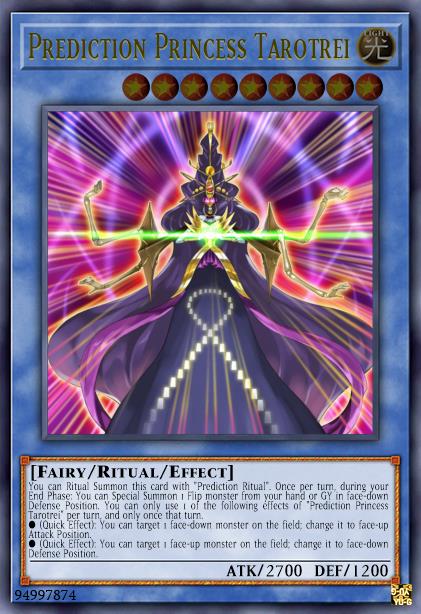 PREDICTION PRINCESS TAROTREI
LIGHT
光
[FAIRY/RITUAL/EFFECT]
You can Ritual Summon this card with "Prediction Ritual". Once per turn, during your
End Phase: You can Special Summon 1 Flip monster from your hand or GY in face-down
Defense Position. You can only use 1 of the following effects of "Prediction Princess
Tarotrei" per turn, and only once that turn.
● (Quick Effect): You can target 1 face-down monster on the field; change it to face-up
Attack Position.
● (Quick Effect): You can target 1 face-up monster on the field; change it to face-down
Defense Position.
ATK/2700 DEF/1200
94997874